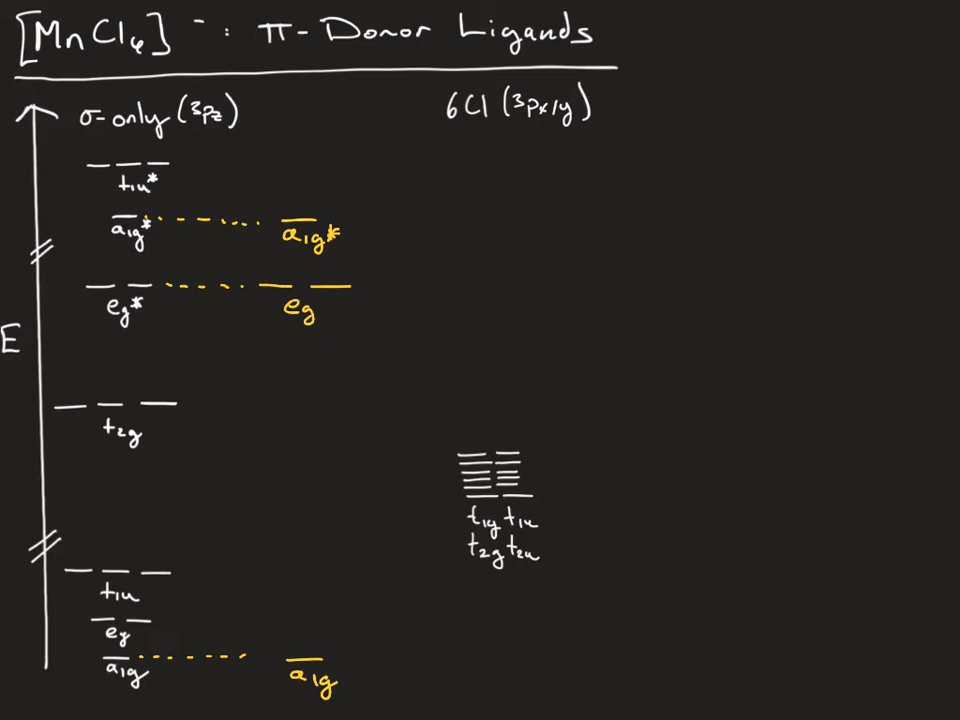 [MnCl₆]⁻ : π-Donor Ligands
σ-only (3pz) 6Cl (3px/y)
t₁u*
a₁g* a₁g*
eg* eg
E
t₂g
t₁g t₁u
t₂g t₂u
t₁u
eg
a₁g a₁g